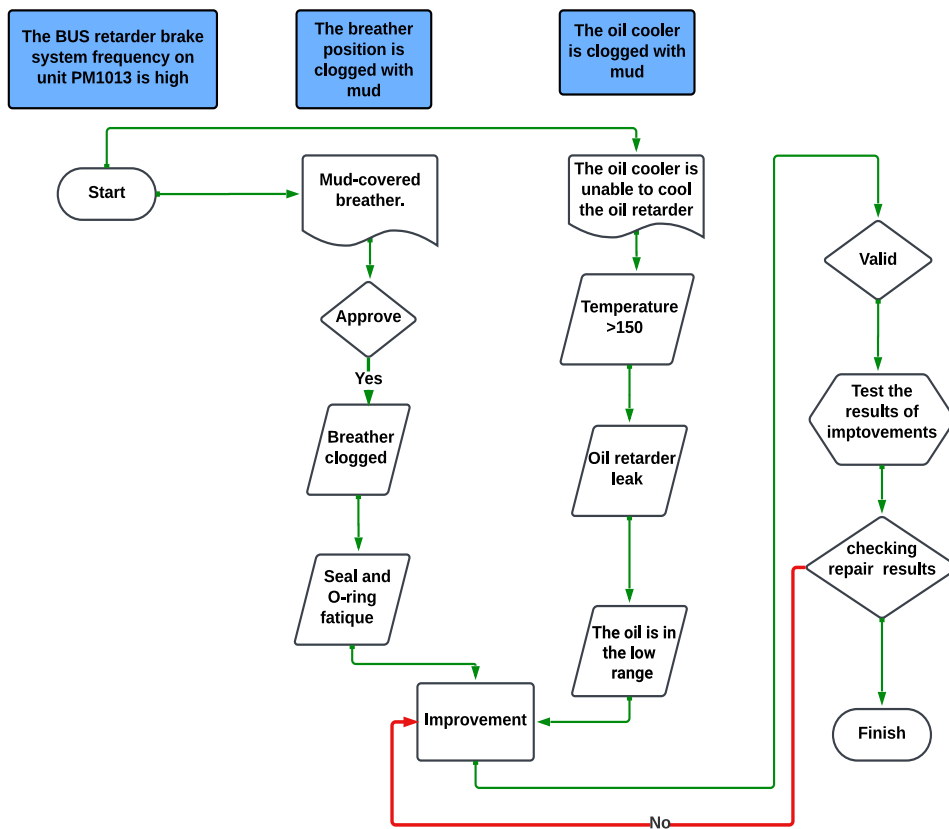 The BUS retarder brake
system frequency on
unit PM1013 is high
The breather
position is
clogged with
mud
The oil cooler
is clogged with
mud
Start
Mud-covered
breather.
Approve
Yes
Breather
clogged
Seal and
O-ring
fatique
The oil cooler is
unable to cool
the oil retarder
Temperature
>150
Oil retarder
leak
The oil is in
the low
range
Improvement
Valid
Test the
results of
imptovements
checking
repair results
Finish
No